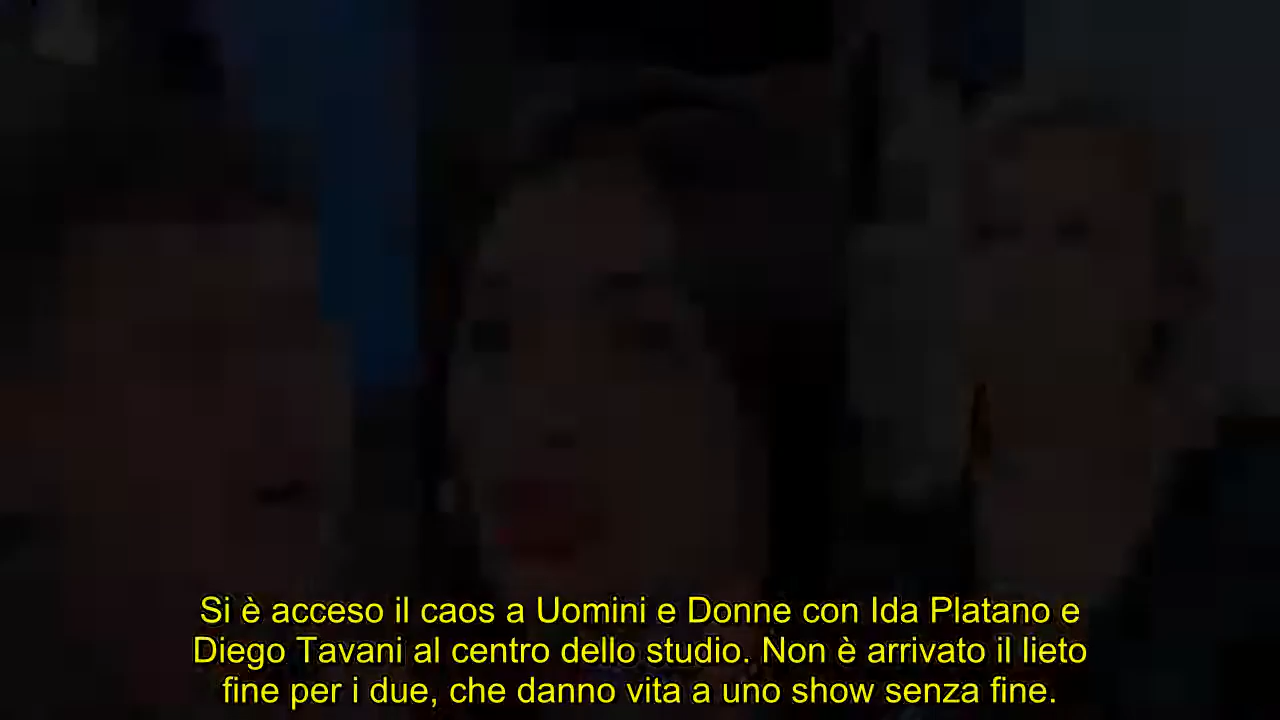 Si è acceso il caos a Uomini e Donne con Ida Platano e
Diego Tavani al centro dello studio. Non è arrivato il lieto
fine per i due, che danno vita a uno show senza fine.